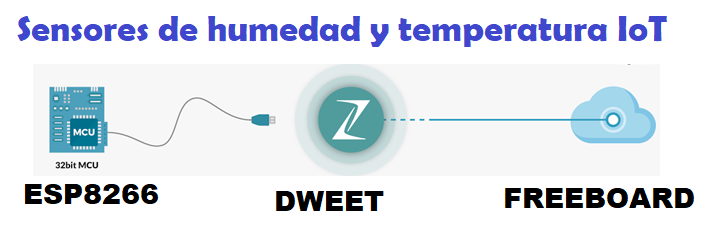 Sensores de humedad y temperatura IoT
MCU
32bit MCU
ESP8266
DWEET
FREEBOARD